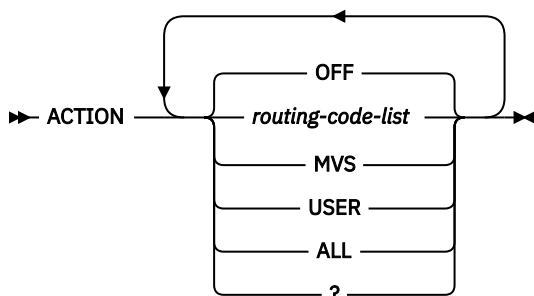 OFF
ACTION routing-code-list
MVS
USER
ALL
?